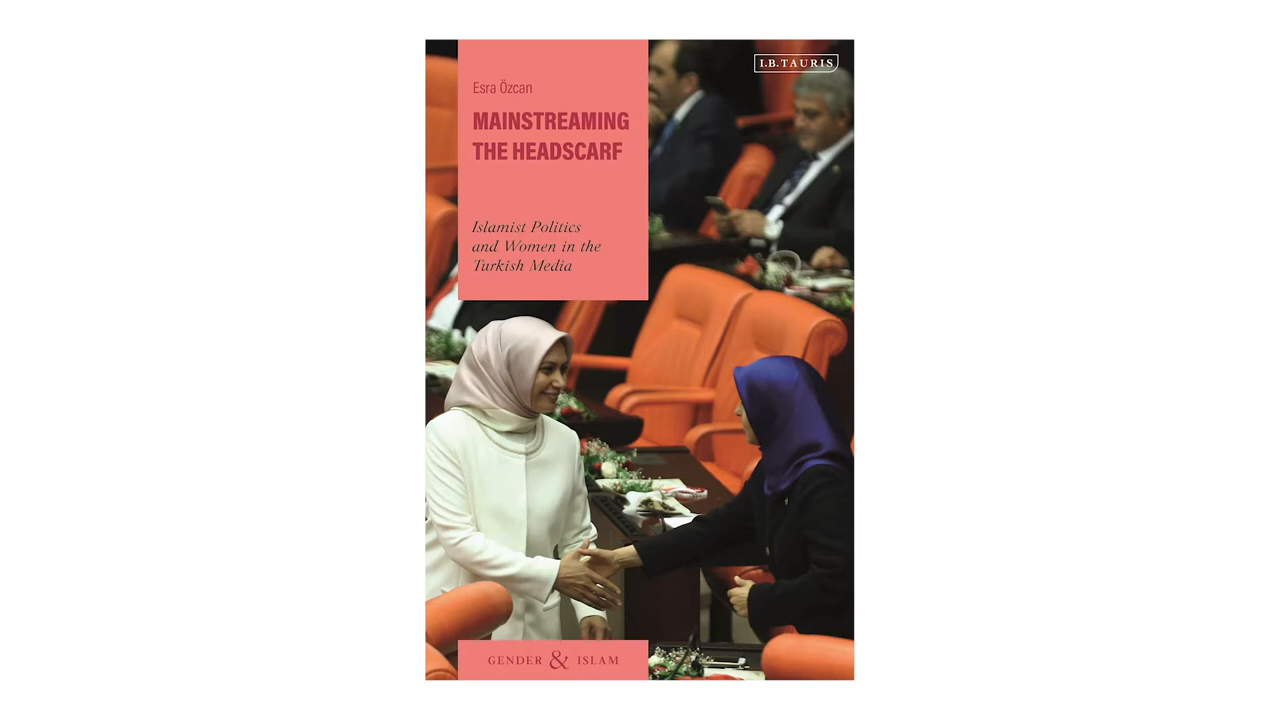 I.B.TAURIS
Esra Özcan
MAINSTREAMING
THE HEADSCARF
Islamist Politics
and Women in the
Turkish Media
GENDER & ISLAM